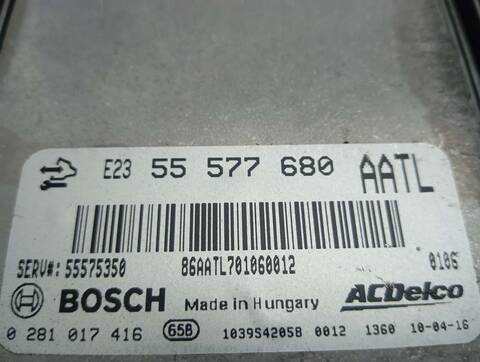 E23 55 577 680 AATL
SERV#: 55575350 86AATL701060012 010G
BOSCH Made in Hungary ACDelco
0 281 017 416 65B 1039S42058 0012 1360 10-04-16